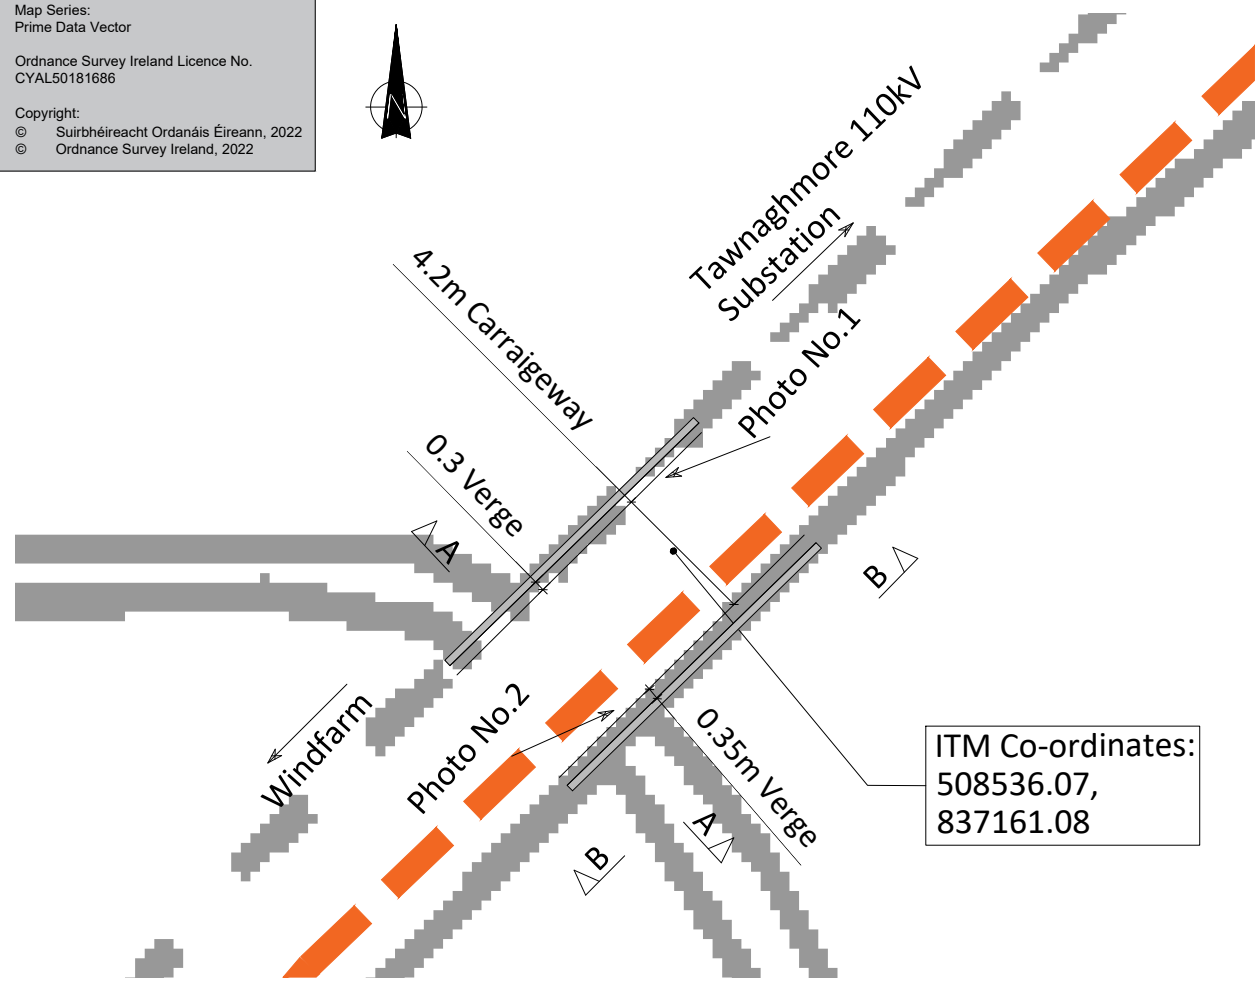 Map Series:
Prime Data Vector
Ordnance Survey Ireland Licence No.
CYAL50181686
Copyright:
© Suirbhéireacht Ordanáis Éireann, 2022
© Ordnance Survey Ireland, 2022
N
Tawnaghmore 110kV
Substation
4.2m Carraigeway
Photo No.1
0.3 Verge
A
B
Windfarm
Photo No.2
0.35m Verge
A
B
ITM Co-ordinates:
508536.07,
837161.08